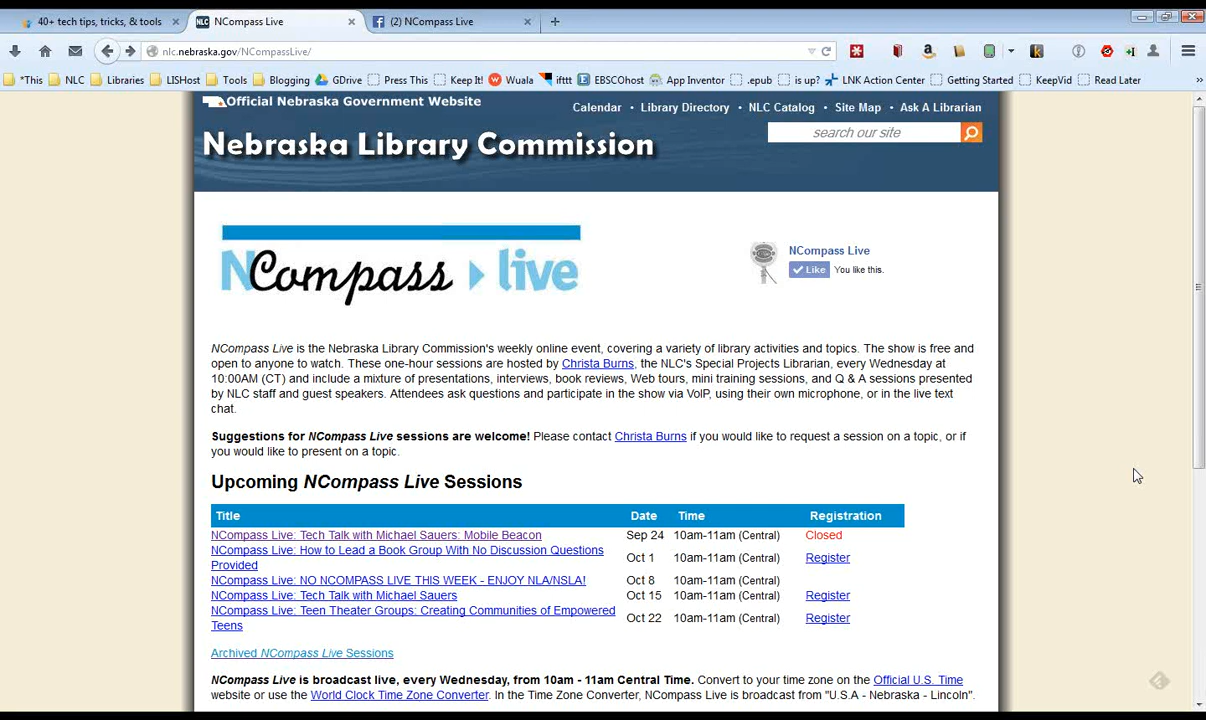 40+ tech tips, tricks, & tools
NCompass Live
(2) NCompass Live
nlc.nebraska.gov/NCompassLive/
*This NLC Libraries LISHost Tools Blogging GDrive Press This Keep It! Wuala ifttt EBSCOhost App Inventor .epub is up? LNK Action Center Getting Started KeepVid Read Later
Official Nebraska Government Website
Calendar • Library Directory • NLC Catalog • Site Map • Ask A Librarian
Nebraska Library Commission
search our site
NCompass live
NCompass Live
Like You like this.
NCompass Live is the Nebraska Library Commission's weekly online event, covering a variety of library activities and topics. The show is free and
open to anyone to watch. These one-hour sessions are hosted by Christa Burns, the NLC's Special Projects Librarian, every Wednesday at
10:00AM (CT) and include a mixture of presentations, interviews, book reviews, Web tours, mini training sessions, and Q & A sessions presented
by NLC staff and guest speakers. Attendees ask questions and participate in the show via VoIP, using their own microphone, or in the live text
chat.
Suggestions for NCompass Live sessions are welcome! Please contact Christa Burns if you would like to request a session on a topic, or if
you would like to present on a topic.
Upcoming NCompass Live Sessions
Title Date Time Registration
NCompass Live: Tech Talk with Michael Sauers: Mobile Beacon Sep 24 10am-11am (Central) Closed
NCompass Live: How to Lead a Book Group With No Discussion Questions
Provided Oct 1 10am-11am (Central) Register
NCompass Live: NO NCOMPASS LIVE THIS WEEK - ENJOY NLA/NSLA! Oct 8 10am-11am (Central)
NCompass Live: Tech Talk with Michael Sauers Oct 15 10am-11am (Central) Register
NCompass Live: Teen Theater Groups: Creating Communities of Empowered
Teens Oct 22 10am-11am (Central) Register
Archived NCompass Live Sessions
NCompass Live is broadcast live, every Wednesday, from 10am - 11am Central Time. Convert to your time zone on the Official U.S. Time
website or use the World Clock Time Zone Converter. In the Time Zone Converter, NCompass Live is broadcast from "U.S.A - Nebraska - Lincoln".